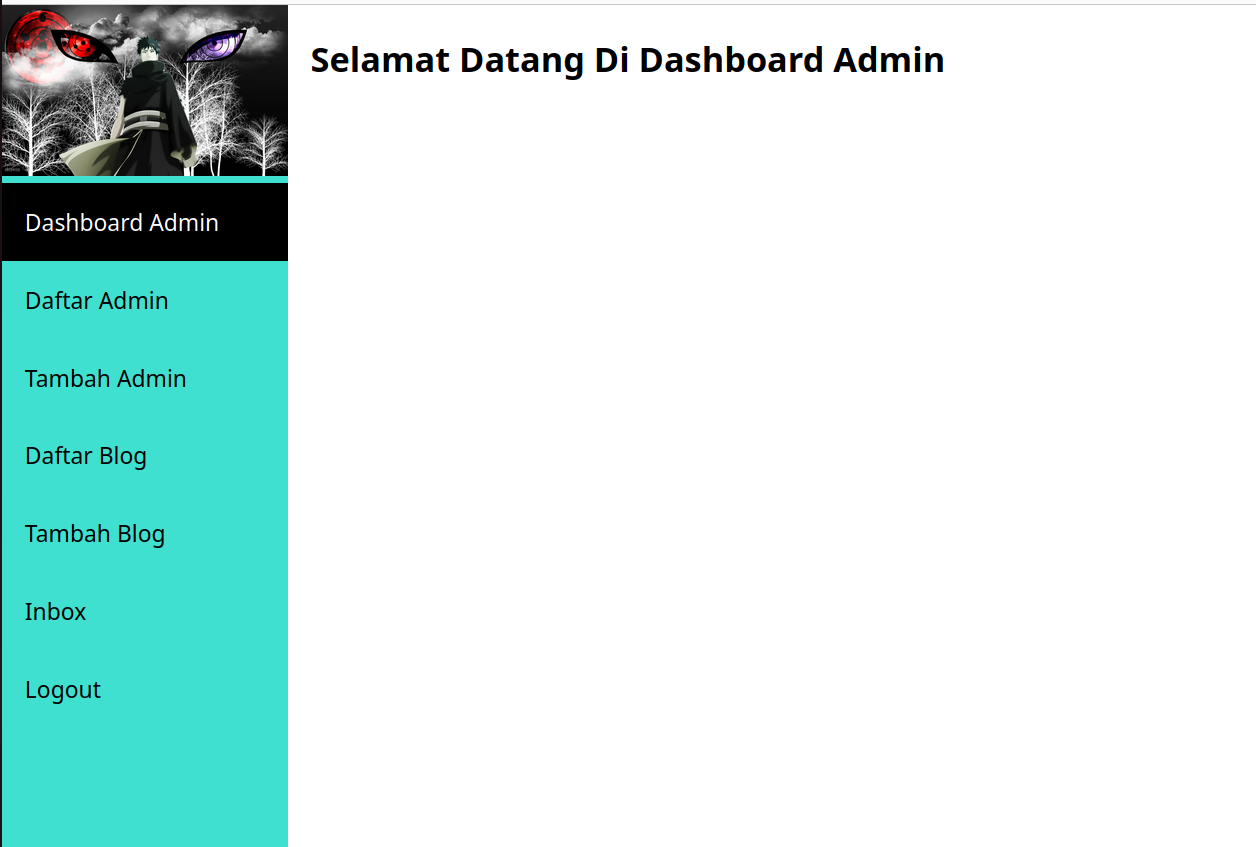 Selamat Datang Di Dashboard Admin
Dashboard Admin
Daftar Admin
Tambah Admin
Daftar Blog
Tambah Blog
Inbox
Logout